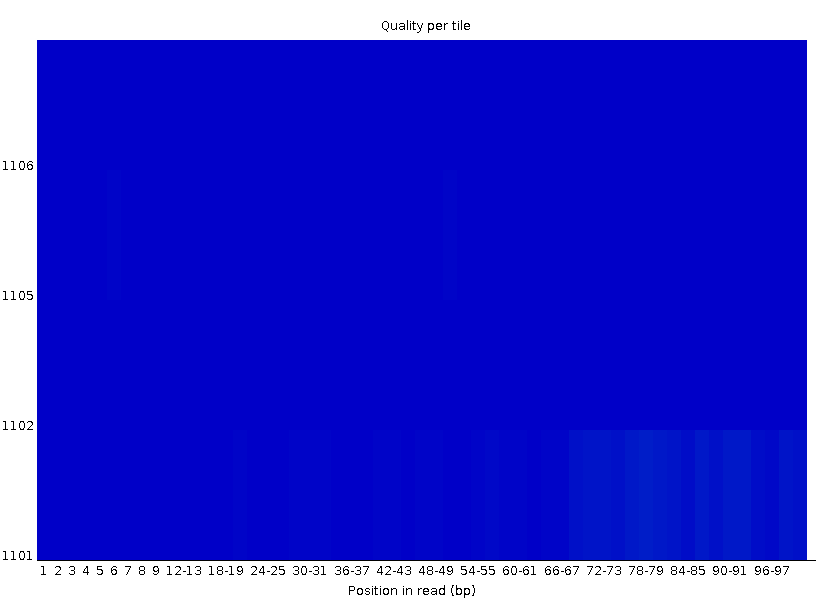 Quality per tile
1106
1105
1102
1101
1 2 3 4 5 6 7 8 9 12-13 18-19 24-25 30-31 36-37 42-43 48-49 54-55 60-61 66-67 72-73 78-79 84-85 90-91 96-97
Position in read (bp)